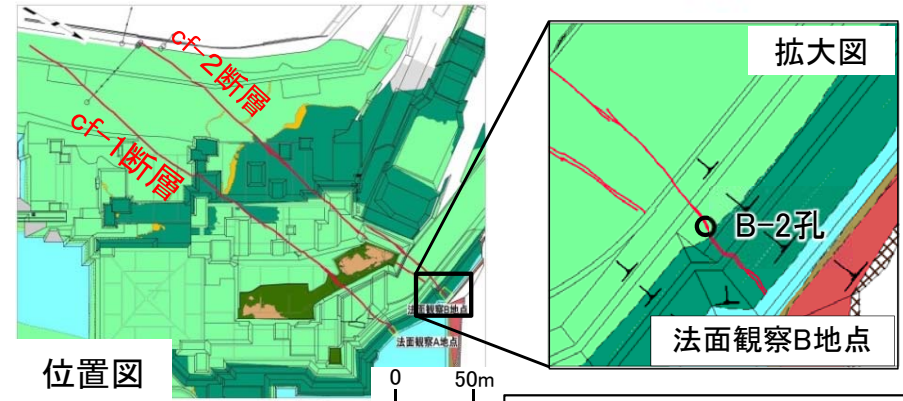 cf-2断層
cf-1断層
法面観察B地点
法面観察A地点
位置図
0 50m
拡大図
B-2孔
法面観察B地点